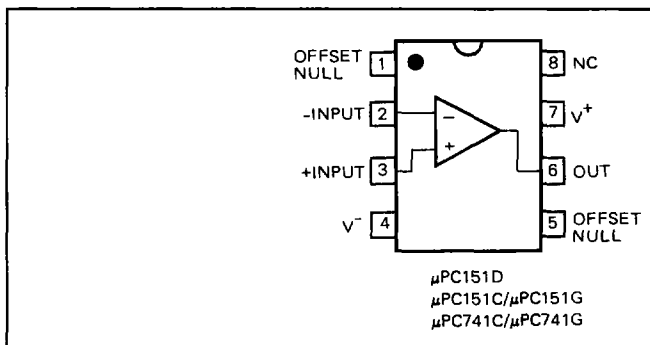 OFFSET
NULL
1
8
NC
-INPUT
2
−
7
V+
+INPUT
3
+
6
OUT
V-
4
5
OFFSET
NULL
μPC151D
μPC151C/μPC151G
μPC741C/μPC741G